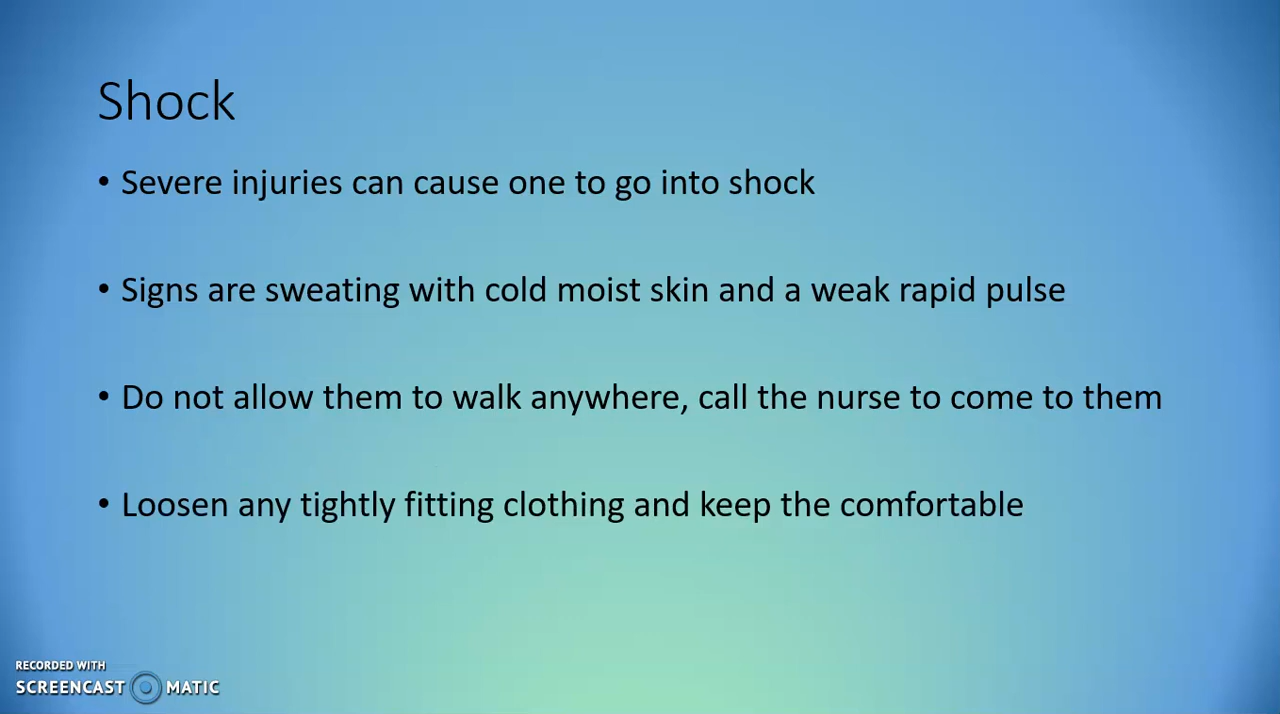 Shock
• Severe injuries can cause one to go into shock
• Signs are sweating with cold moist skin and a weak rapid pulse
• Do not allow them to walk anywhere, call the nurse to come to them
• Loosen any tightly fitting clothing and keep the comfortable
RECORDED WITH
SCREENCAST MATIC